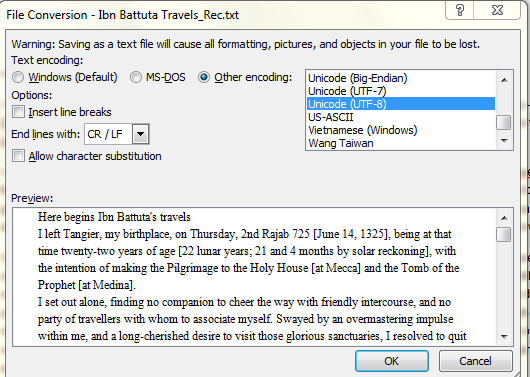 File Conversion - Ibn Battuta Travels_Rec.txt
Warning: Saving as a text file will cause all formatting, pictures, and objects in your file to be lost.
Text encoding:
Windows (Default) MS-DOS Other encoding:
Unicode (Big-Endian)
Unicode (UTF-7)
Unicode (UTF-8)
US-ASCII
Vietnamese (Windows)
Wang Taiwan
Options:
Insert line breaks
End lines with: CR / LF
Allow character substitution
Preview:
Here begins Ibn Battuta's travels
I left Tangier, my birthplace, on Thursday, 2nd Rajab 725 [June 14, 1325], being at that
time twenty-two years of age [22 lunar years; 21 and 4 months by solar reckoning], with
the intention of making the Pilgrimage to the Holy House [at Mecca] and the Tomb of the
Prophet [at Medina].
I set out alone, finding no companion to cheer the way with friendly intercourse, and no
party of travellers with whom to associate myself. Swayed by an overmastering impulse
within me, and a long-cherished desire to visit those glorious sanctuaries, I resolved to quit
OK Cancel